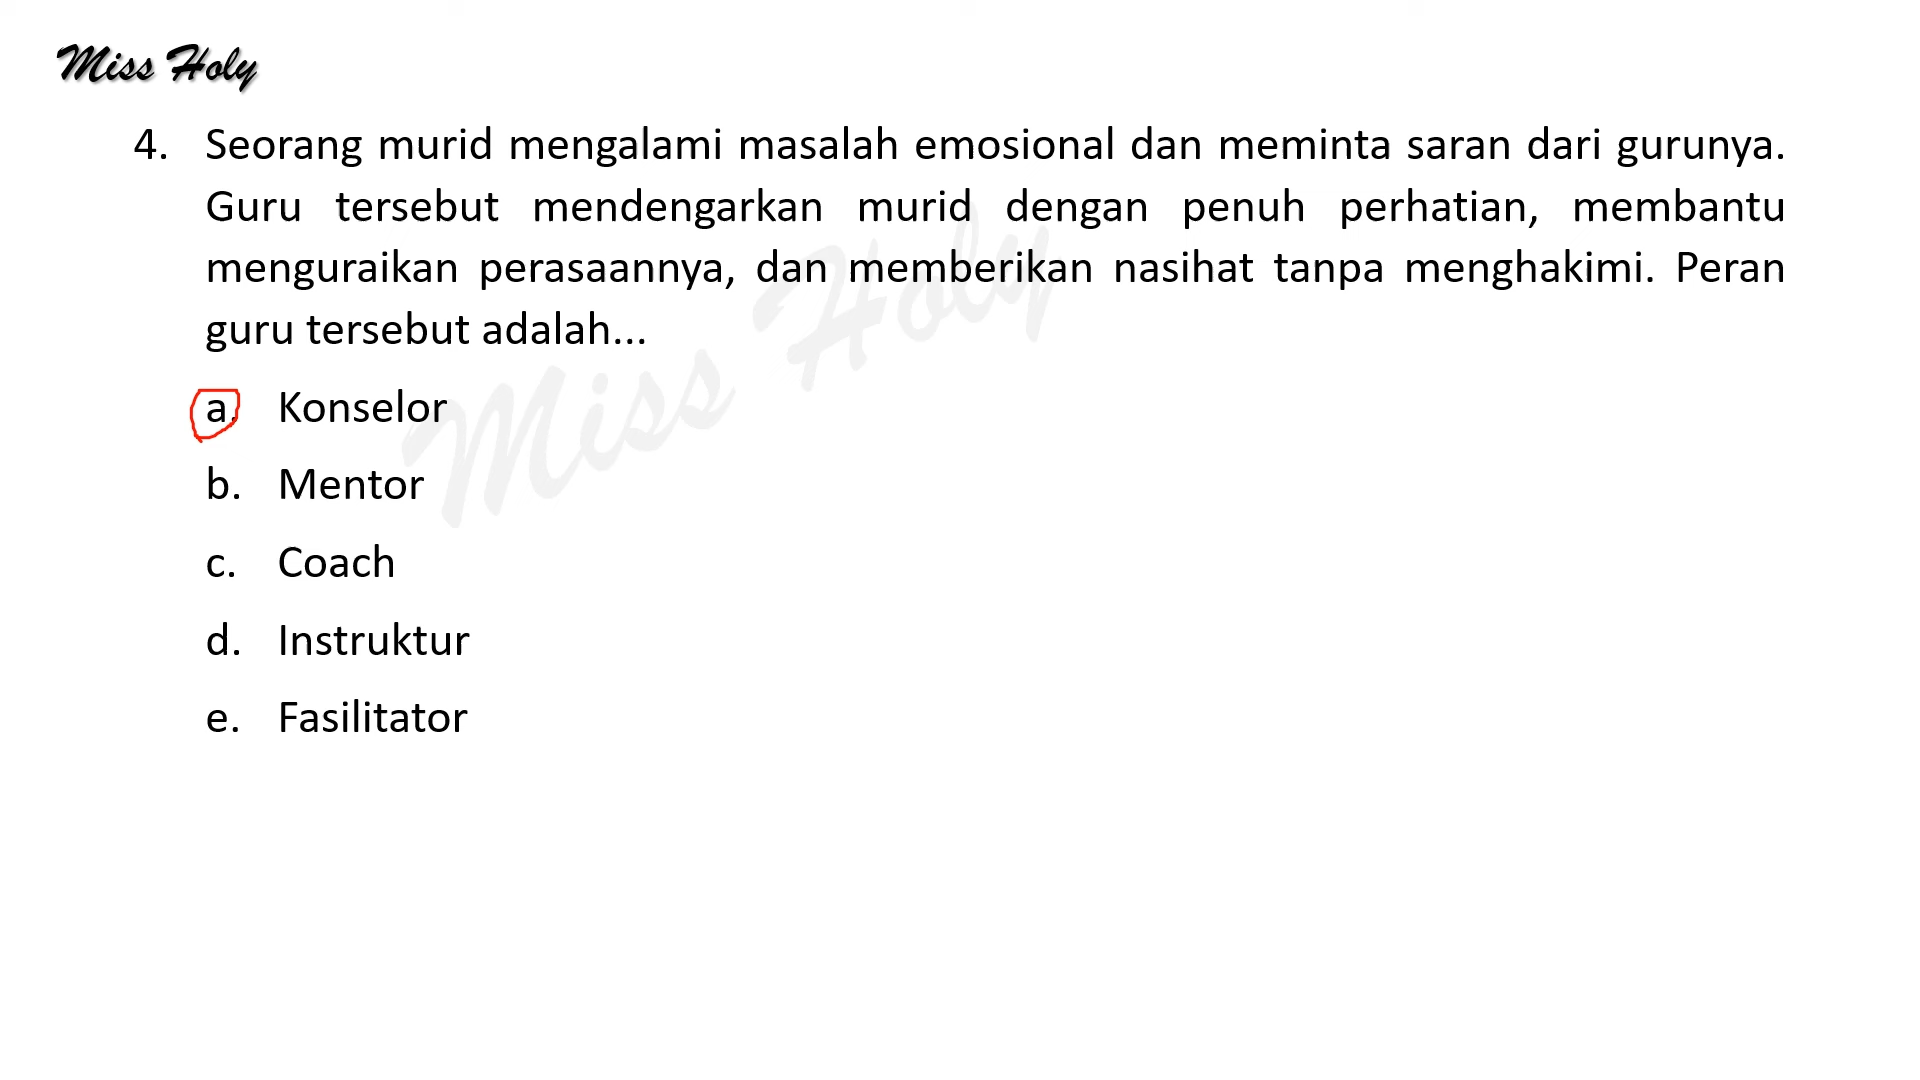 Miss Holy
4. Seorang murid mengalami masalah emosional dan meminta saran dari gurunya.
Guru tersebut mendengarkan murid dengan penuh perhatian, membantu
menguraikan perasaannya, dan memberikan nasihat tanpa menghakimi. Peran
guru tersebut adalah...
a. Konselor
b. Mentor
c. Coach
d. Instruktur
e. Fasilitator
Miss Holy